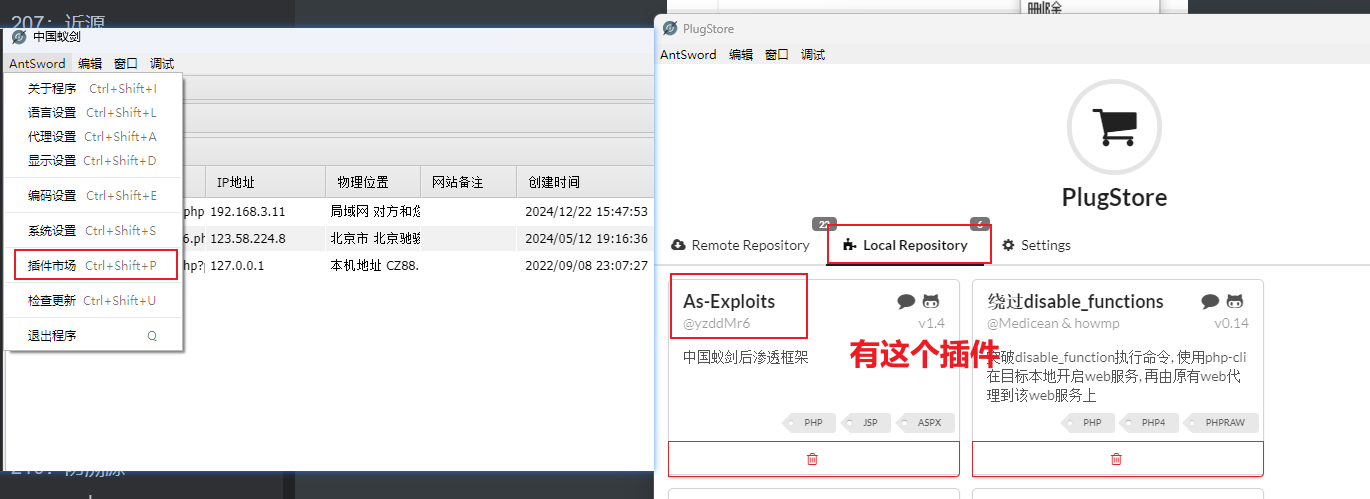 207：近源
中国蚁剑
AntSword 编辑 窗口 调试
关于程序 Ctrl+Shift+I
语言设置 Ctrl+Shift+L
代理设置 Ctrl+Shift+A
显示设置 Ctrl+Shift+D
编码设置 Ctrl+Shift+E
系统设置 Ctrl+Shift+S
插件市场 Ctrl+Shift+P
检查更新 Ctrl+Shift+U
退出程序 Q
IP地址 物理位置 网站备注 创建时间
php 192.168.3.11 局域网 对方和您 2024/12/22 15:47:53
6.ph 123.58.224.8 北京市 北京驰骏 2024/05/12 19:16:36
hp? 127.0.0.1 本机地址 CZ88. 2022/09/08 23:07:27
删除
PlugStore
AntSword 编辑 窗口 调试
PlugStore
Remote Repository 22
Local Repository 6
Settings
As-Exploits
@yzddMr6 v1.4
中国蚁剑后渗透框架
PHP JSP ASPX
有这个插件
绕过disable_functions
@Medicean & howmp v0.14
突破disable_function执行命令, 使用php-cli
在目标本地开启web服务, 再由原有web代
理到该web服务上
PHP PHP4 PHPRAW